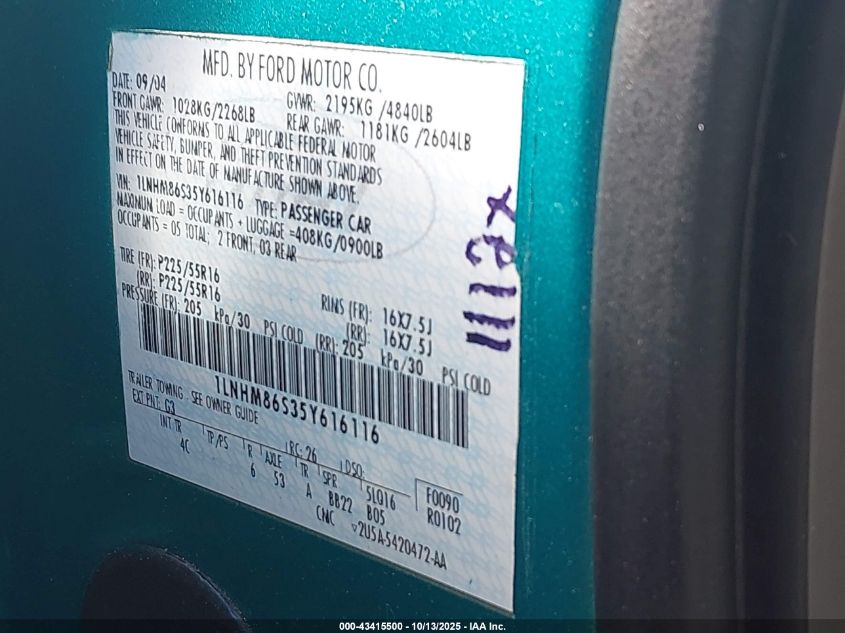 MFD. BY FORD MOTOR CO.
DATE: 09/04 GVWR: 2195KG /4840LB
FRONT GAWR: 1028KG/2268LB REAR GAWR: 1181KG /2604LB
THIS VEHICLE CONFORMS TO ALL APPLICABLE FEDERAL MOTOR
VEHICLE SAFETY, BUMPER, AND THEFT PREVENTION STANDARDS
IN EFFECT ON THE DATE OF MANUFACTURE SHOWN ABOVE.
VIN: 1LNHM86S35Y616116 TYPE: PASSENGER CAR
MAXIMUM LOAD = OCCUPANTS + LUGGAGE =408KG/0900LB
OCCUPANTS = 05 TOTAL; 2 FRONT, 03 REAR
TIRE (FR): P225/55R16 RIMS (FR): 16X7.5J
(RR): P225/55R16 (RR): 16X7.5J
PRESSURE (FR): 205 kPa/30 PSI COLD (RR): 205 kPa/30 PSI COLD
1LNHM86S35Y616116
TRAILER TOWING - SEE OWNER GUIDE
EXT PNT: G3 RC: 26 DSO: F0090
INT TR TP/PS R AXLE TR SPR 5LQ16 R0102
4C 6 53 A BB22 B05
CMC ▽2U5A-5420472-AA
000-43415500 - 10/13/2025 - IAA Inc.